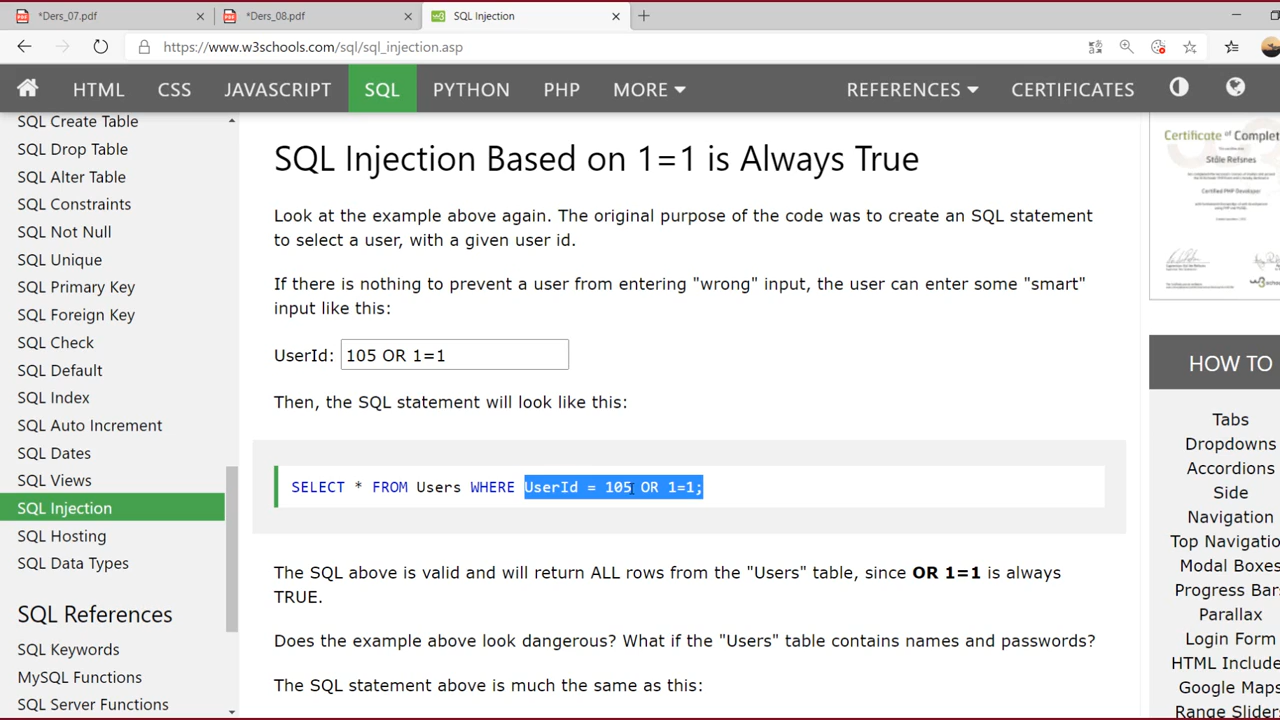 *Ders_07.pdf
*Ders_08.pdf
SQL Injection
https://www.w3schools.com/sql/sql_injection.asp
HTML CSS JAVASCRIPT SQL PYTHON PHP MORE REFERENCES CERTIFICATES
SQL Create Table
SQL Drop Table
SQL Alter Table
SQL Constraints
SQL Not Null
SQL Unique
SQL Primary Key
SQL Foreign Key
SQL Check
SQL Default
SQL Index
SQL Auto Increment
SQL Dates
SQL Views
SQL Injection
SQL Hosting
SQL Data Types
SQL References
SQL Keywords
MySQL Functions
SQL Server Functions
SQL Injection Based on 1=1 is Always True
Look at the example above again. The original purpose of the code was to create an SQL statement
to select a user, with a given user id.
If there is nothing to prevent a user from entering "wrong" input, the user can enter some "smart"
input like this:
UserId: 105 OR 1=1
Then, the SQL statement will look like this:
SELECT * FROM Users WHERE UserId = 105 OR 1=1;
The SQL above is valid and will return ALL rows from the "Users" table, since OR 1=1 is always
TRUE.
Does the example above look dangerous? What if the "Users" table contains names and passwords?
The SQL statement above is much the same as this:
Certificate of Complet
Ståle Refsnes
HOW TO
Tabs
Dropdowns
Accordions
Side
Navigation
Top Navigatio
Modal Boxes
Progress Bars
Parallax
Login Form
HTML Include
Google Maps
Range Slider